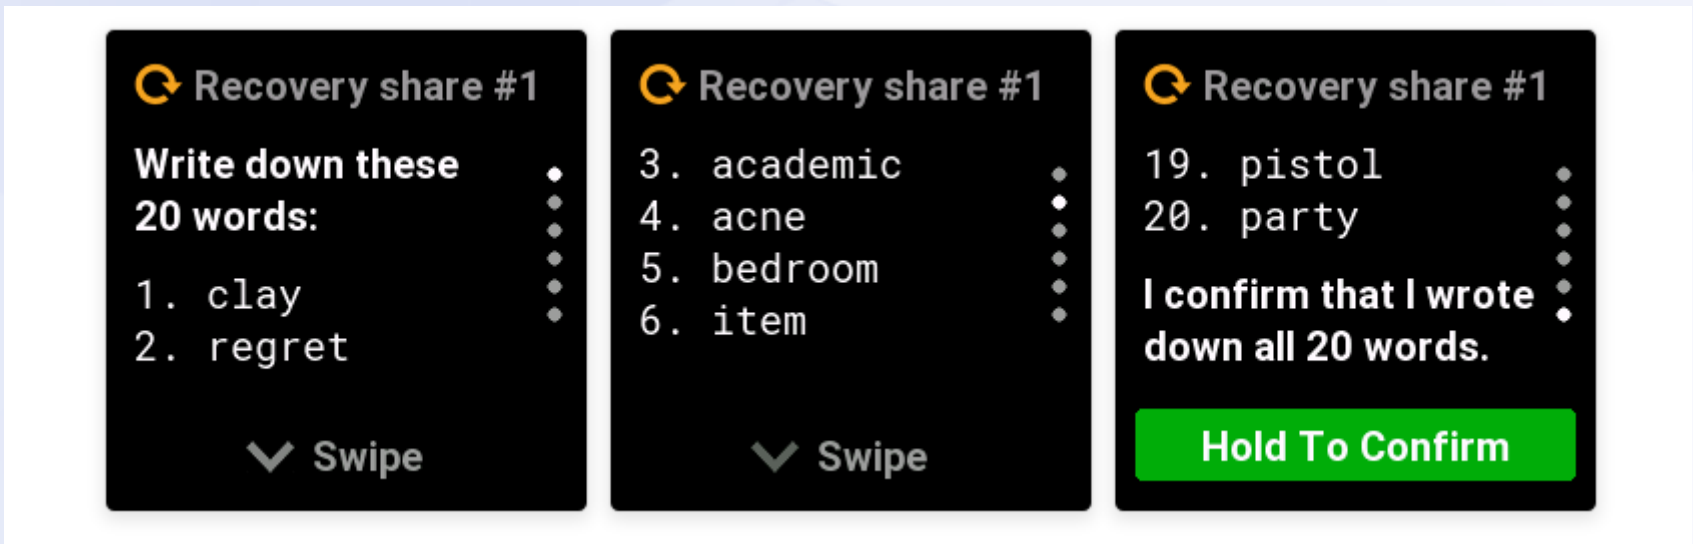 Recovery share #1
Write down these
20 words:
1. clay
2. regret
Swipe
Recovery share #1
3. academic
4. acne
5. bedroom
6. item
Swipe
Recovery share #1
19. pistol
20. party
I confirm that I wrote
down all 20 words.
Hold To Confirm